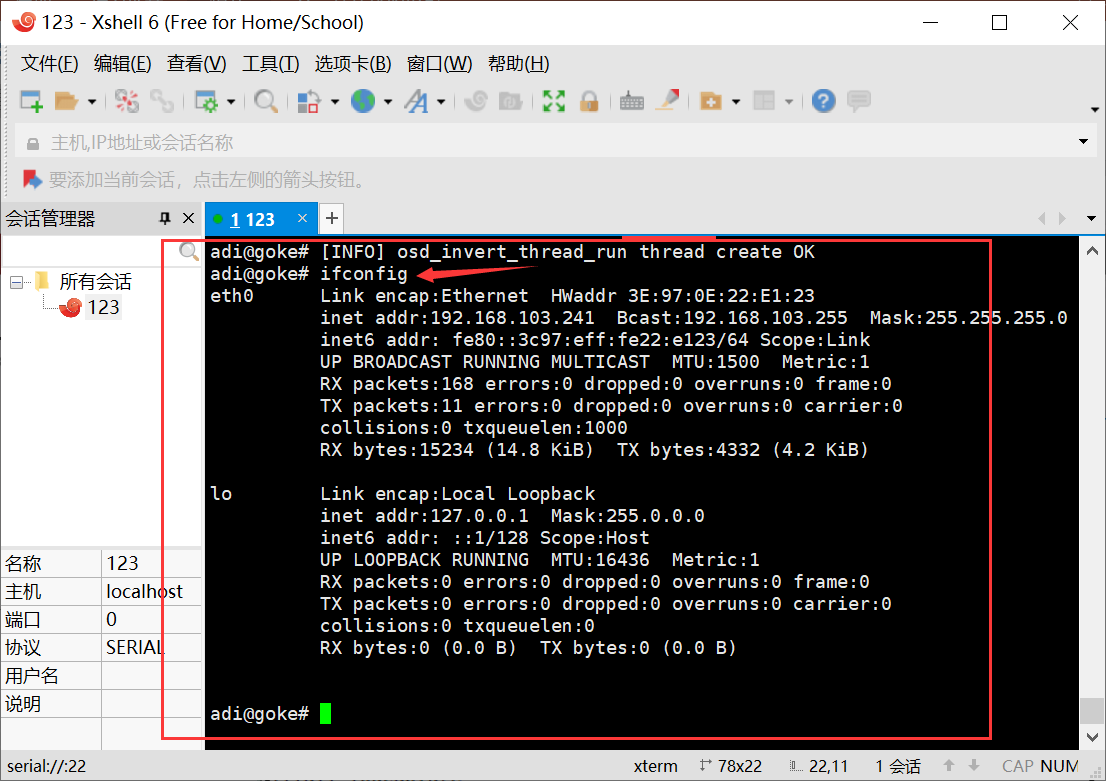 123 - Xshell 6 (Free for Home/School)
文件(F) 编辑(E) 查看(V) 工具(T) 选项卡(B) 窗口(W) 帮助(H)
主机,IP地址或会话名称
要添加当前会话，点击左侧的箭头按钮。
会话管理器
1 123
所有会话
123
adi@goke# [INFO] osd_invert_thread_run thread create OK
adi@goke# ifconfig
eth0 Link encap:Ethernet HWaddr 3E:97:0E:22:E1:23
inet addr:192.168.103.241 Bcast:192.168.103.255 Mask:255.255.255.0
inet6 addr: fe80::3c97:eff:fe22:e123/64 Scope:Link
UP BROADCAST RUNNING MULTICAST MTU:1500 Metric:1
RX packets:168 errors:0 dropped:0 overruns:0 frame:0
TX packets:11 errors:0 dropped:0 overruns:0 carrier:0
collisions:0 txqueuelen:1000
RX bytes:15234 (14.8 KiB) TX bytes:4332 (4.2 KiB)
lo Link encap:Local Loopback
inet addr:127.0.0.1 Mask:255.0.0.0
inet6 addr: ::1/128 Scope:Host
UP LOOPBACK RUNNING MTU:16436 Metric:1
RX packets:0 errors:0 dropped:0 overruns:0 frame:0
TX packets:0 errors:0 dropped:0 overruns:0 carrier:0
collisions:0 txqueuelen:0
RX bytes:0 (0.0 B) TX bytes:0 (0.0 B)
adi@goke#
名称 123
主机 localhost
端口 0
协议 SERIAL
用户名
说明
serial://:22 xterm 78x22 22,11 1 会话 CAP NUM